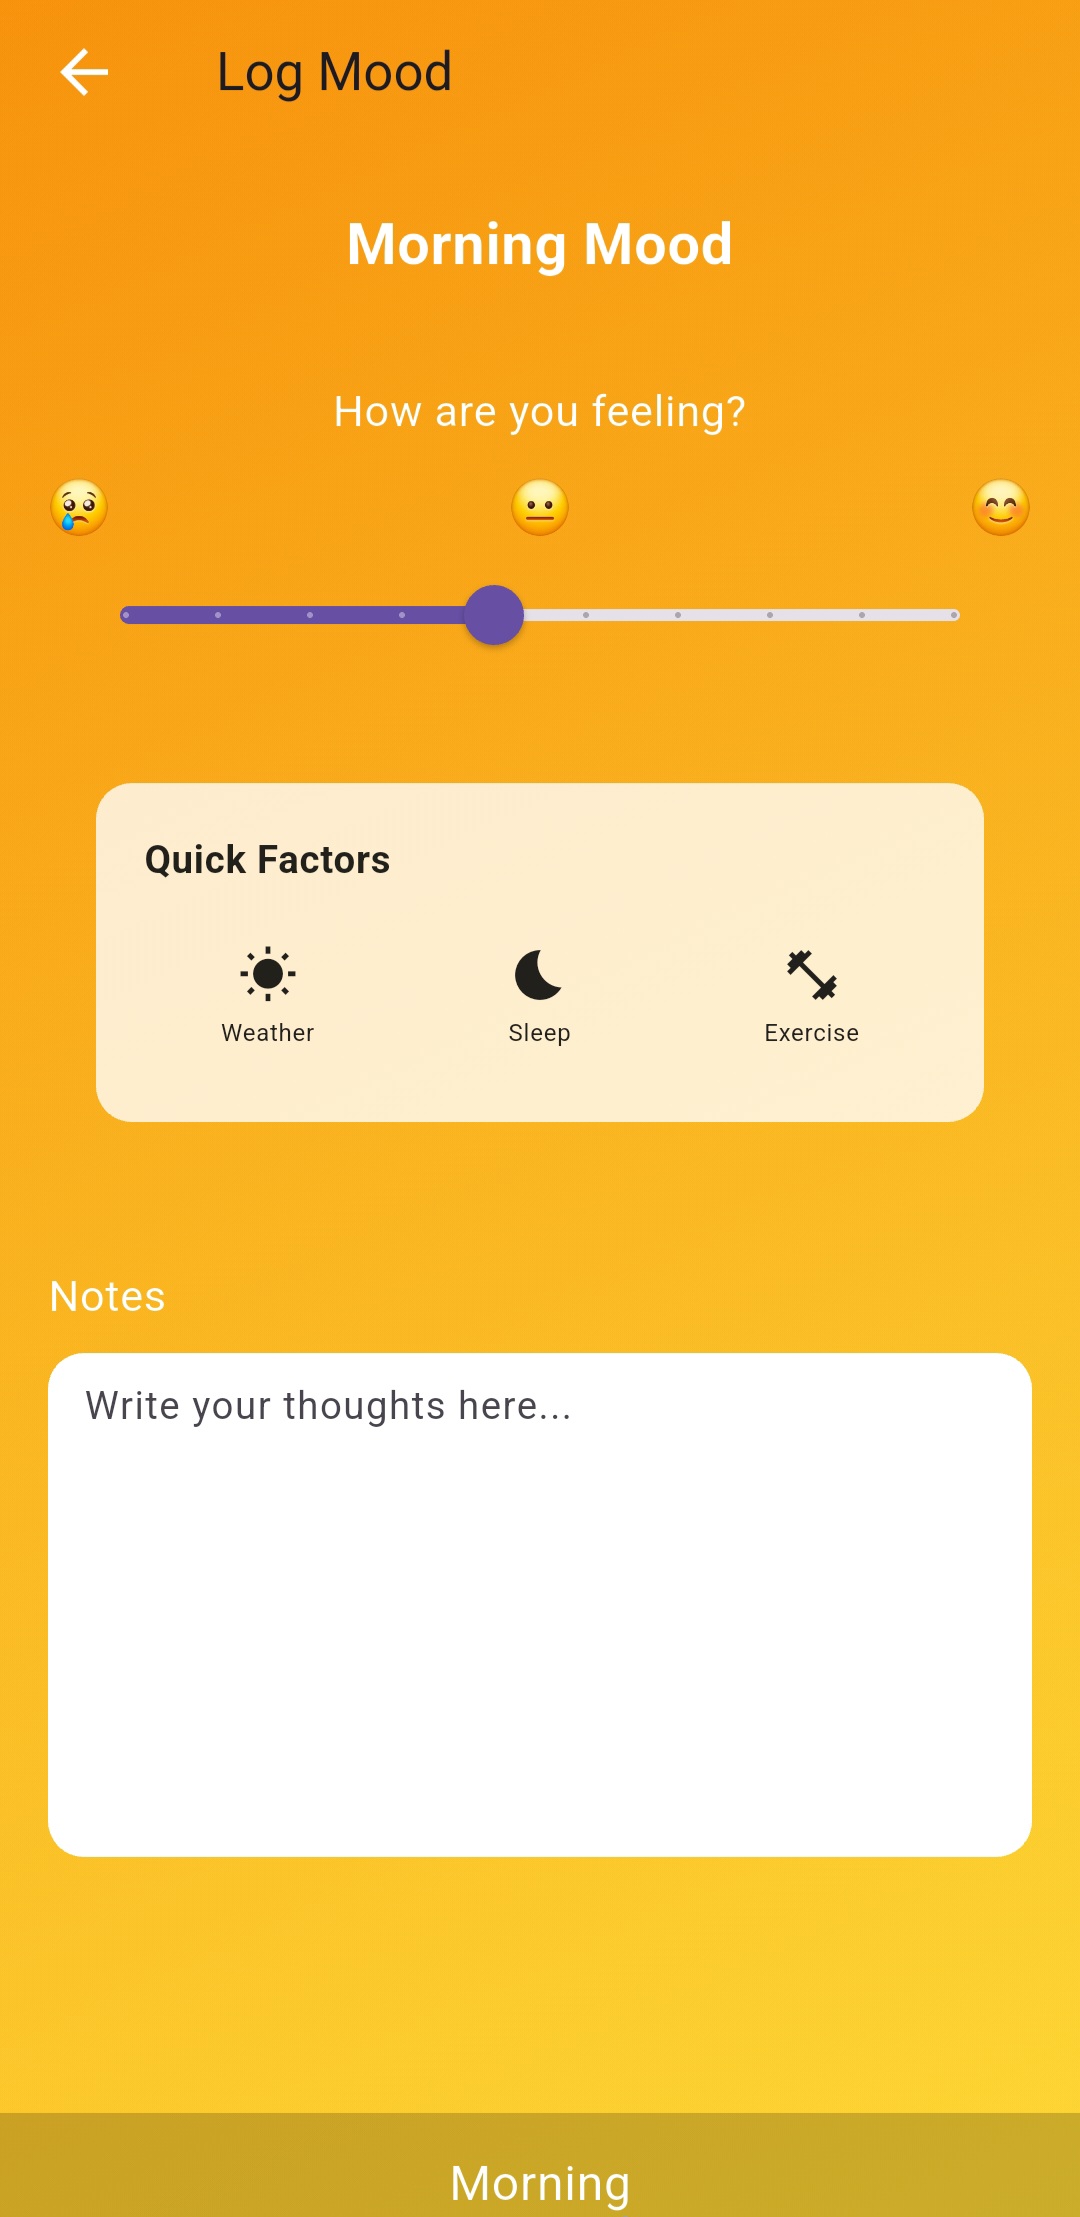 Log Mood
Morning Mood
How are you feeling?
Quick Factors
Weather Sleep Exercise
Notes
Write your thoughts here...
Morning